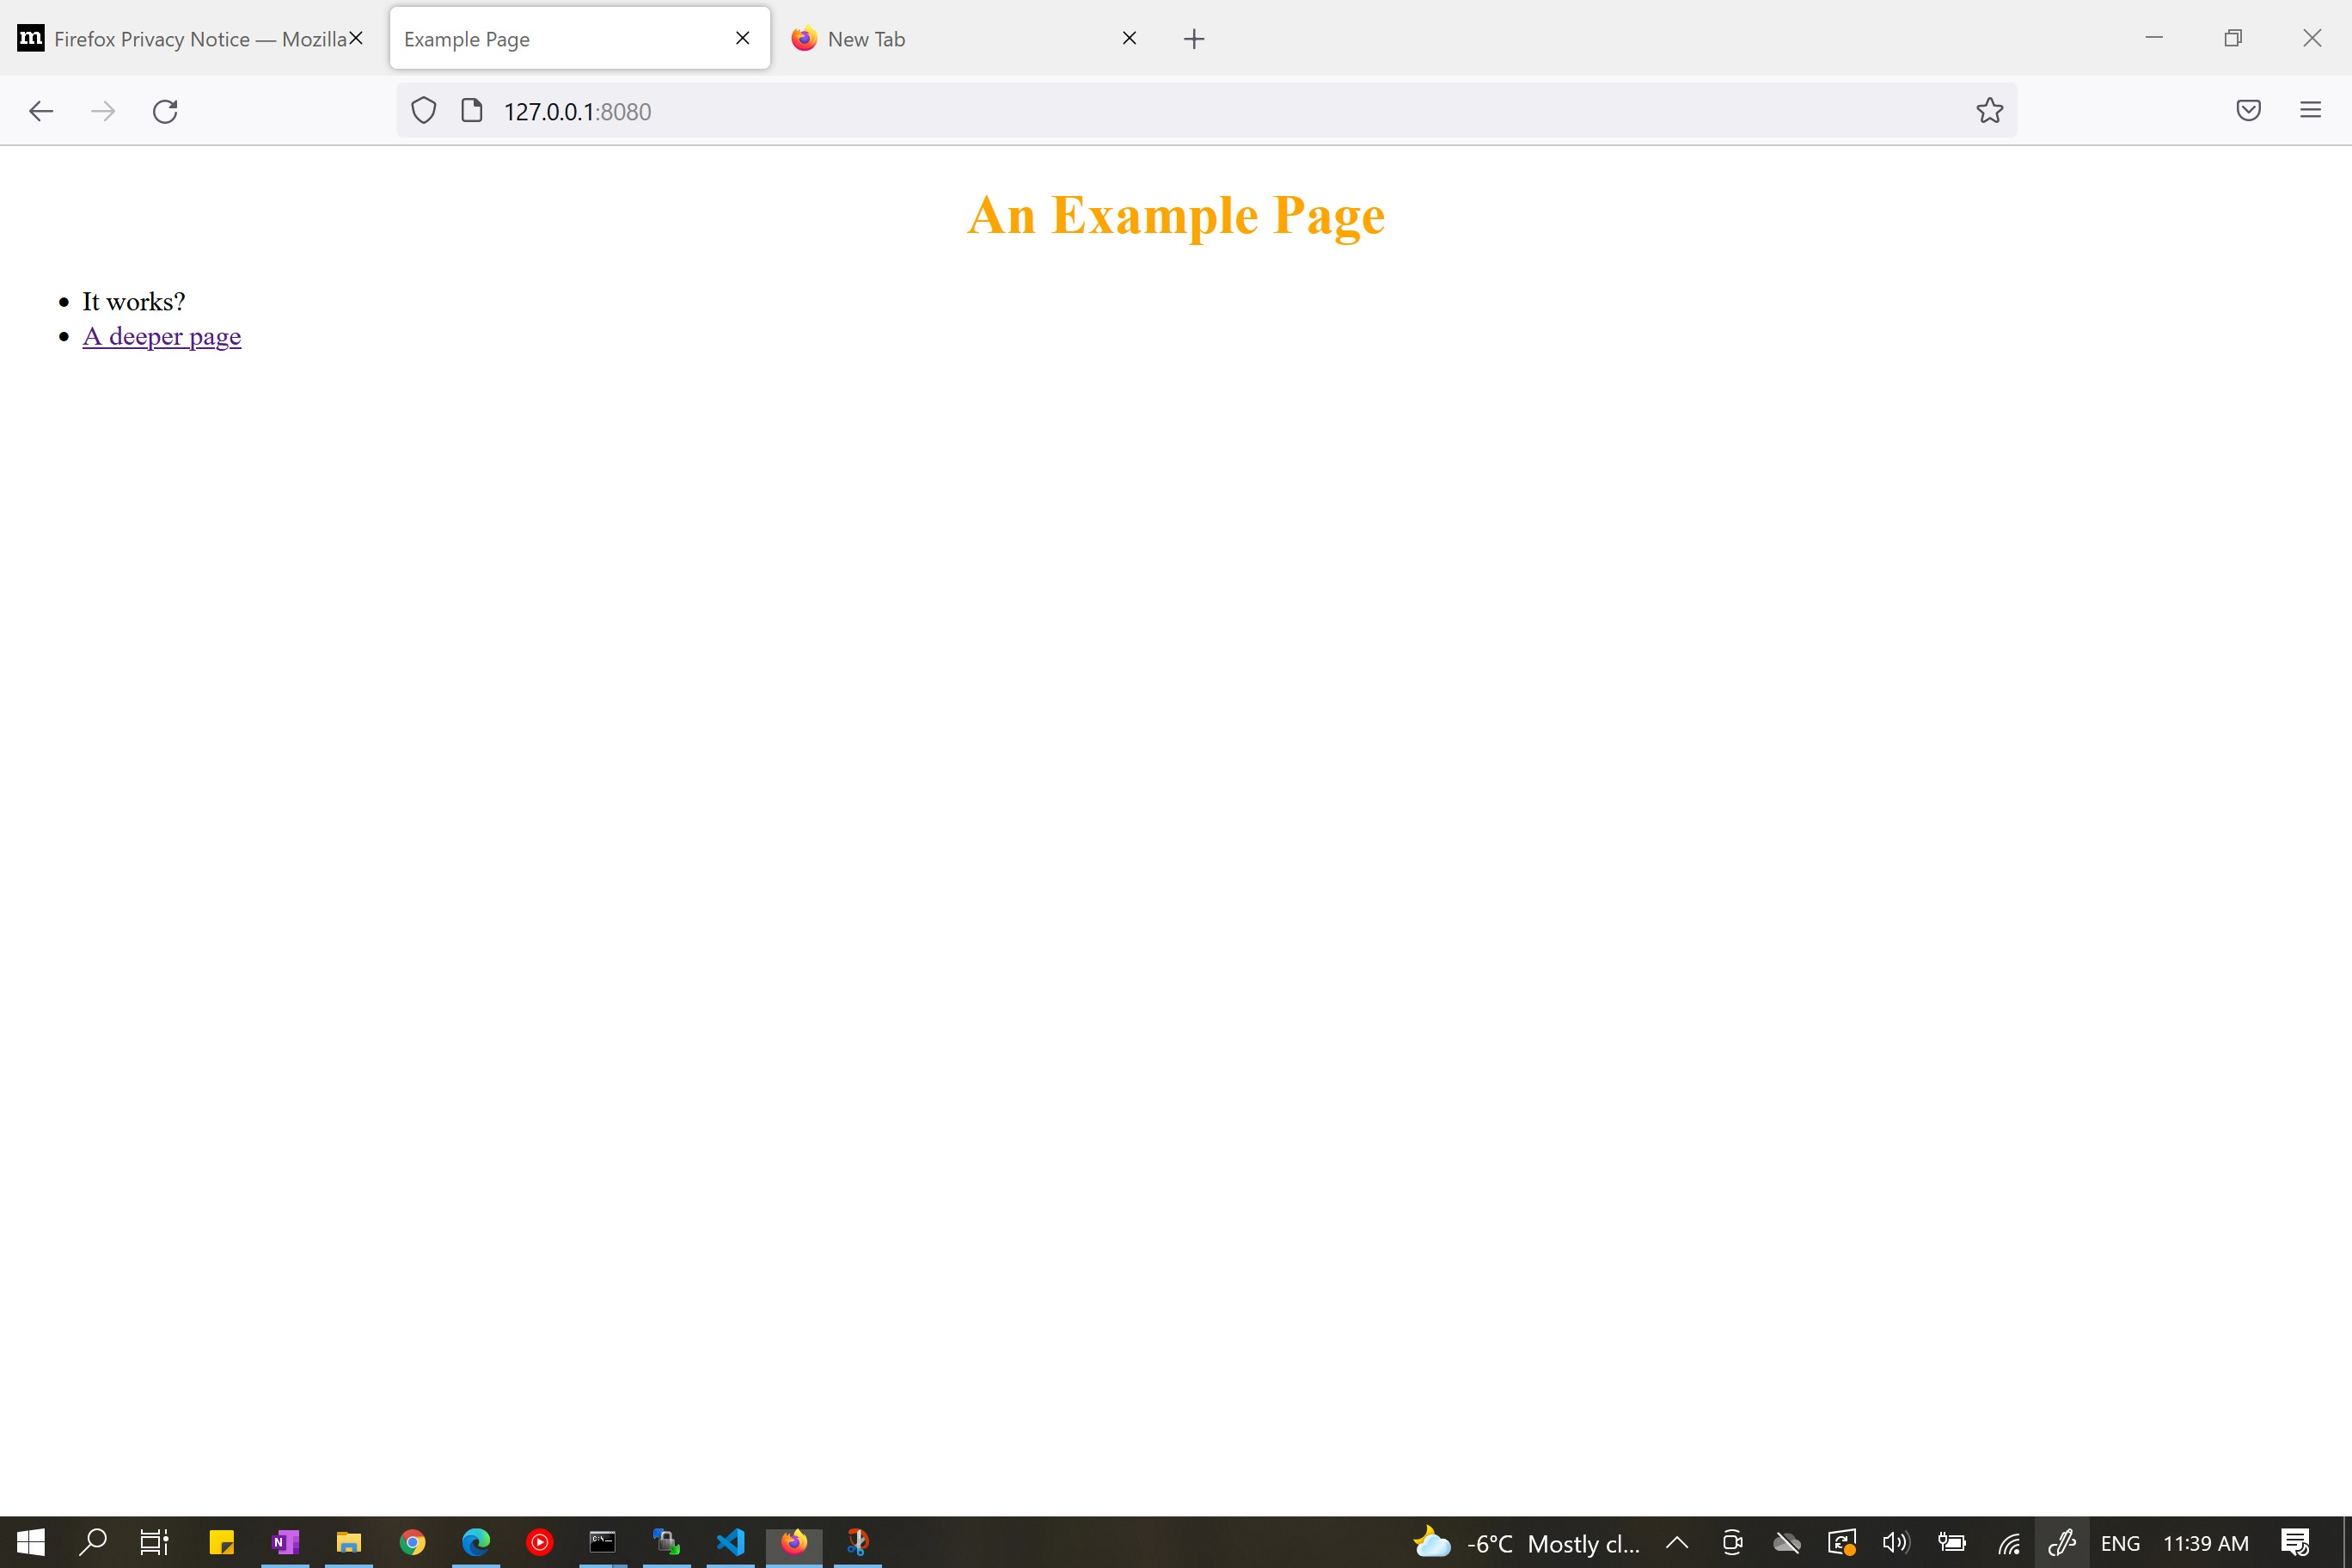 m Firefox Privacy Notice — Mozilla
Example Page
New Tab
127.0.0.1:8080
An Example Page
It works?
A deeper page
-6°C Mostly cl...
ENG
11:39 AM